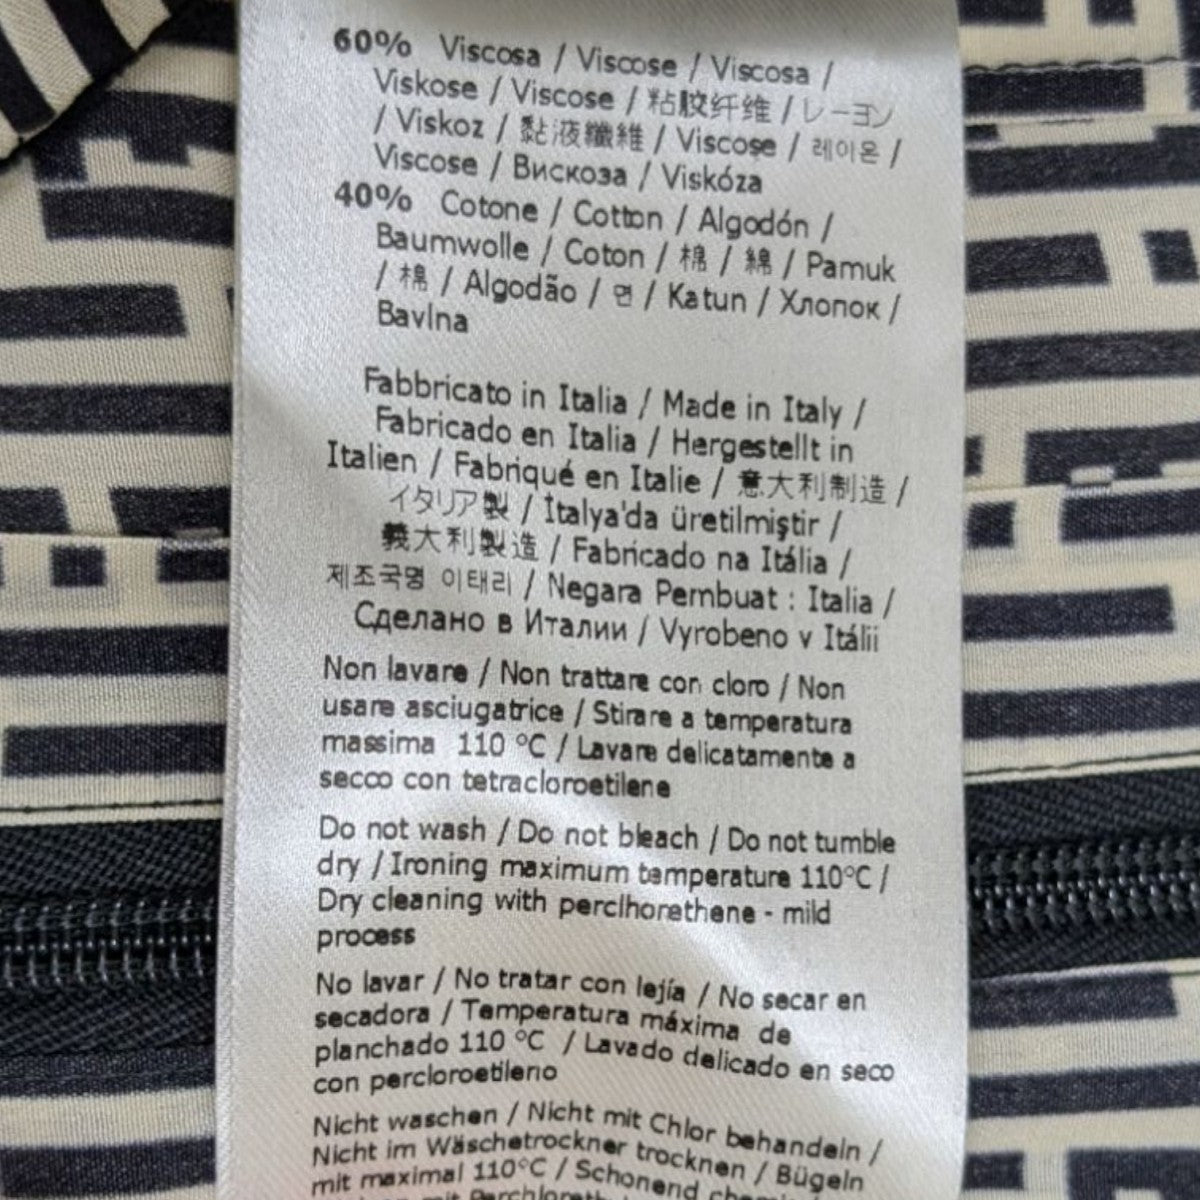 60% Viscosa / Viscose / Viscosa /
Viskose / Viscose / 粘胶纤维 / レーヨン
/ Viskoz / 黏液纖維 / Viscose / 레이온 /
Viscose / Вискоза / Viskóza
40% Cotone / Cotton / Algodón /
Baumwolle / Coton / 棉 / 綿 / Pamuk
/ 棉 / Algodão / 면 / Katun / Хлопок /
Bavlna
Fabbricato in Italia / Made in Italy /
Fabricado en Italia / Hergestellt in
Italien / Fabriqué en Italie / 意大利制造 /
イタリア製 / İtalya'da üretilmiştir /
義大利製造 / Fabricado na Itália /
제조국명 이태리 / Negara Pembuat : Italia /
Сделано в Италии / Vyrobeno v Itálii
Non lavare / Non trattare con cloro / Non
usare asciugatrice / Stirare a temperatura
massima 110 °C / Lavare delicatamente a
secco con tetracloroetilene
Do not wash / Do not bleach / Do not tumble
dry / Ironing maximum temperature 110°C /
Dry cleaning with perclhorethene - mild
process
No lavar / No tratar con lejía / No secar en
secadora / Temperatura máxima de
planchado 110 °C / Lavado delicado en seco
con percloroetileno
Nicht waschen / Nicht mit Chlor behandeln /
Nicht im Wäschetrockner trocknen / Bügeln
mit maximal 110°C / Schonend
mit